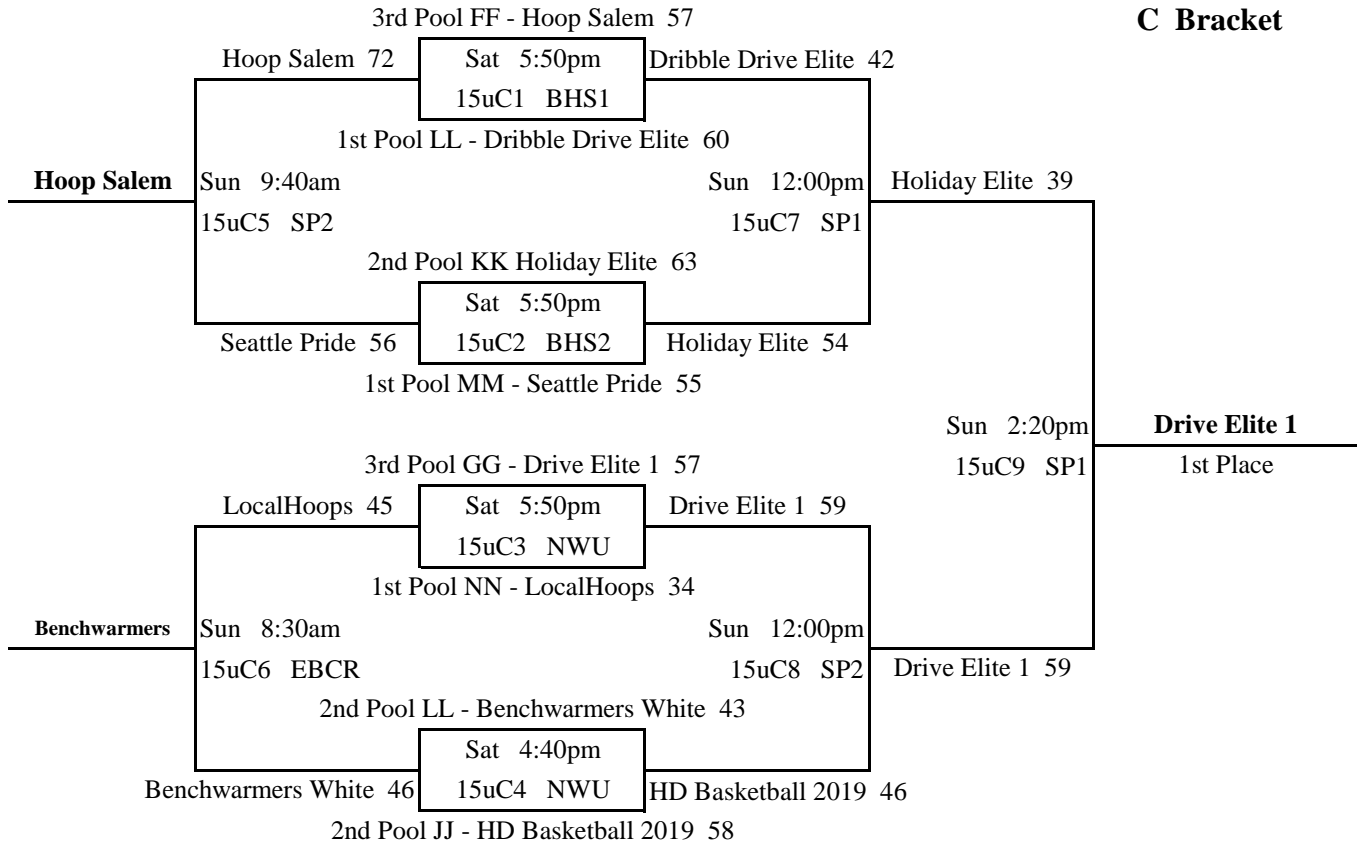 3rd Pool FF - Hoop Salem 57
C Bracket
Hoop Salem 72
Sat 5:50pm
Dribble Drive Elite 42
15uC1 BHS1
1st Pool LL - Dribble Drive Elite 60
Hoop Salem
Sun 9:40am
Sun 12:00pm
Holiday Elite 39
15uC5 SP2
15uC7 SP1
2nd Pool KK Holiday Elite 63
Sat 5:50pm
Seattle Pride 56
15uC2 BHS2
Holiday Elite 54
1st Pool MM - Seattle Pride 55
Sun 2:20pm
Drive Elite 1
3rd Pool GG - Drive Elite 1 57
15uC9 SP1
1st Place
LocalHoops 45
Sat 5:50pm
Drive Elite 1 59
15uC3 NWU
1st Pool NN - LocalHoops 34
Benchwarmers
Sun 8:30am
Sun 12:00pm
15uC6 EBCR
15uC8 SP2
Drive Elite 1 59
2nd Pool LL - Benchwarmers White 43
Sat 4:40pm
Benchwarmers White 46
15uC4 NWU
HD Basketball 2019 46
2nd Pool JJ - HD Basketball 2019 58